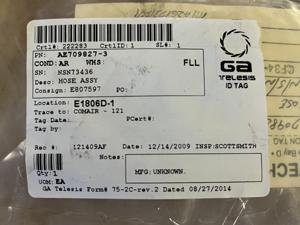 Crtl#: 222283 CrtlID: 1 SL#: 1
PN: AE709827-3
COND: AR WHS: FLL
SN: NSN73436
Desc: HOSE ASSY
Consign: E807597
GA
TELESIS
ID TAG
Location: E1806D-1
Trace to: COMAIR - 121
Tag Date: PCert#:
Tag By:
Rec #: 121409AF 12/14/2009 INSP: SCOTTSMITH
Notes:
Qty: 1
MFG: UNKNOWN.
UOM: EA
GA Telesis Form# 75-2C-rev.2 Dated 08/27/2014